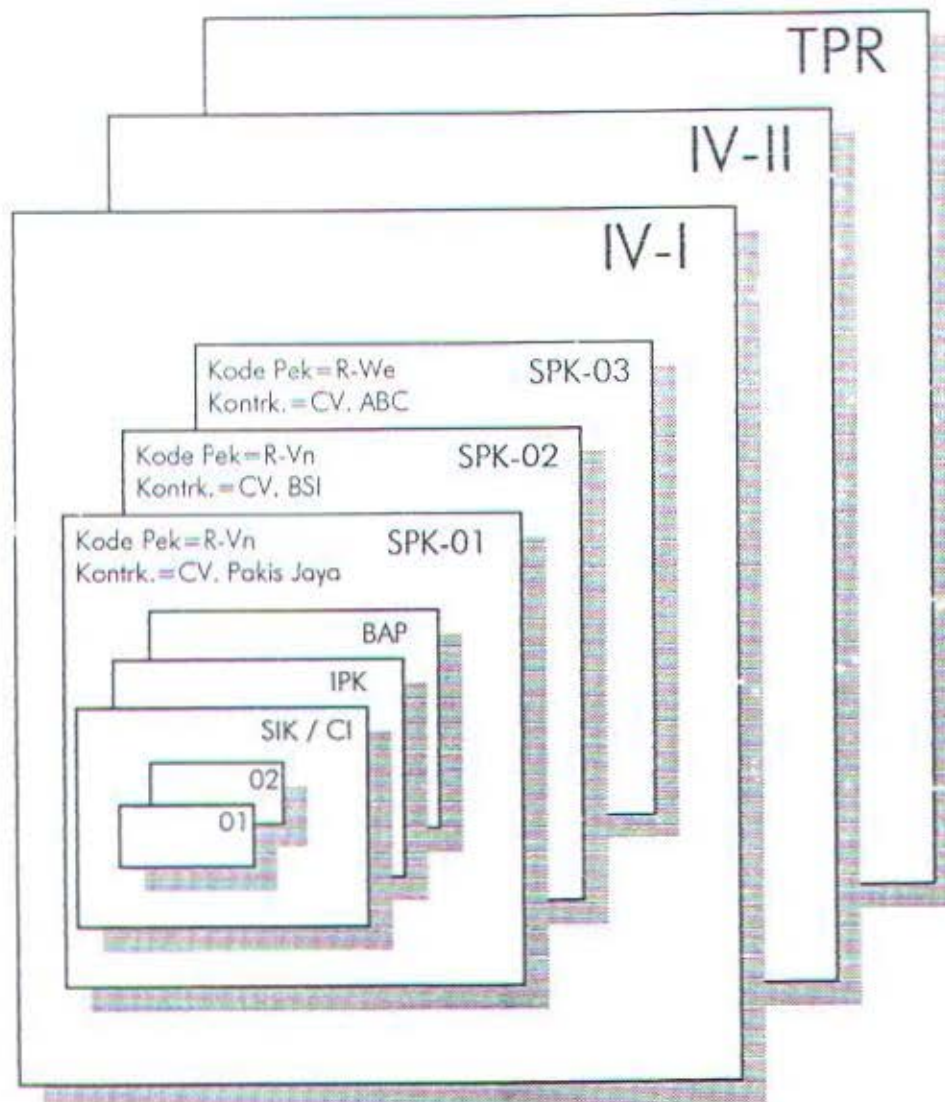 TPR
IV-II
IV-I
Kode Pek=R-We SPK-03
Kontrk.=CV. ABC
Kode Pek=R-Vn SPK-02
Kontrk.=CV. BSI
Kode Pek=R-Vn SPK-01
Kontrk.=CV. Pakis Jaya
BAP
IPK
SIK / CI
02
01